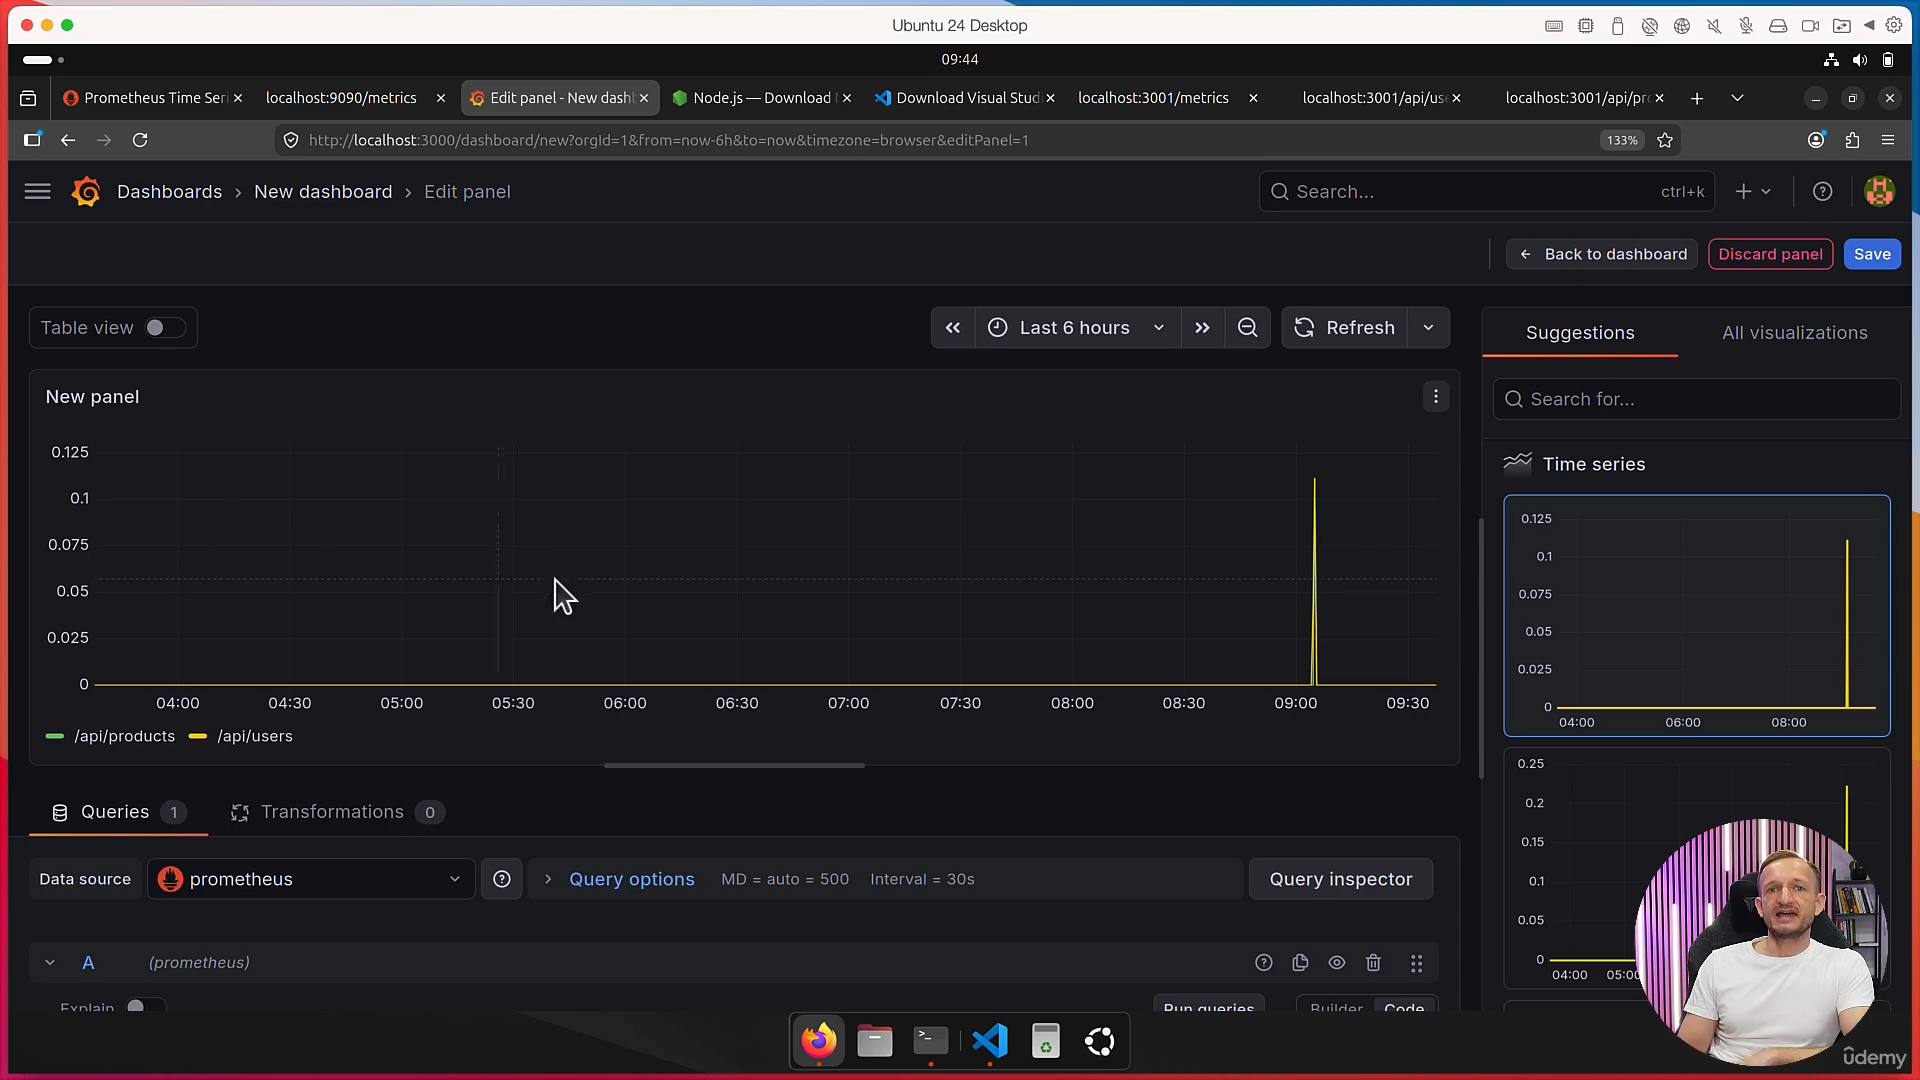 Ubuntu 24 Desktop
09:44
Prometheus Time Seri
localhost:9090/metrics
Edit panel - New dashb
Node.js — Download
Download Visual Stud
localhost:3001/metrics
localhost:3001/api/use
localhost:3001/api/pro
http://localhost:3000/dashboard/new?orgId=1&from=now-6h&to=now&timezone=browser&editPanel=1
133%
Dashboards › New dashboard › Edit panel
Search...
ctrl+k
Back to dashboard
Discard panel
Save
Table view
Last 6 hours
Refresh
Suggestions
All visualizations
Search for...
New panel
0.125
0.1
0.075
0.05
0.025
0
04:00 04:30 05:00 05:30 06:00 06:30 07:00 07:30 08:00 08:30 09:00 09:30
/api/products /api/users
Time series
0.125
0.1
0.075
0.05
0.025
0
04:00 06:00 08:00
0.25
0.2
0.15
0.1
0.05
0
04:00 05:00
Queries 1
Transformations 0
Data source
prometheus
Query options
MD = auto = 500
Interval = 30s
Query inspector
A
(prometheus)
Explain
Run queries
Builder
Code
ûdemy